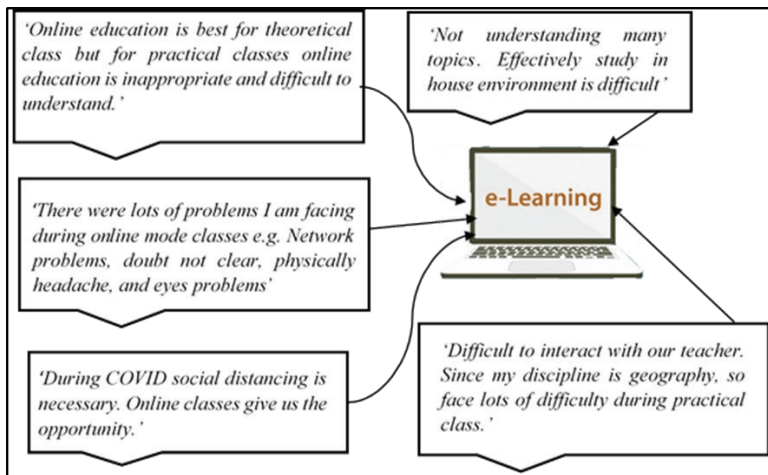 ‘Online education is best for theoretical
class but for practical classes online
education is inappropriate and difficult to
understand.’
‘Not understanding many
topics. Effectively study in
house environment is difficult’
e-Learning
‘There were lots of problems I am facing
during online mode classes e.g. Network
problems, doubt not clear, physically
headache, and eyes problems’
‘During COVID social distancing is
necessary. Online classes give us the
opportunity.’
‘Difficult to interact with our teacher.
Since my discipline is geography, so
face lots of difficulty during practical
class.’